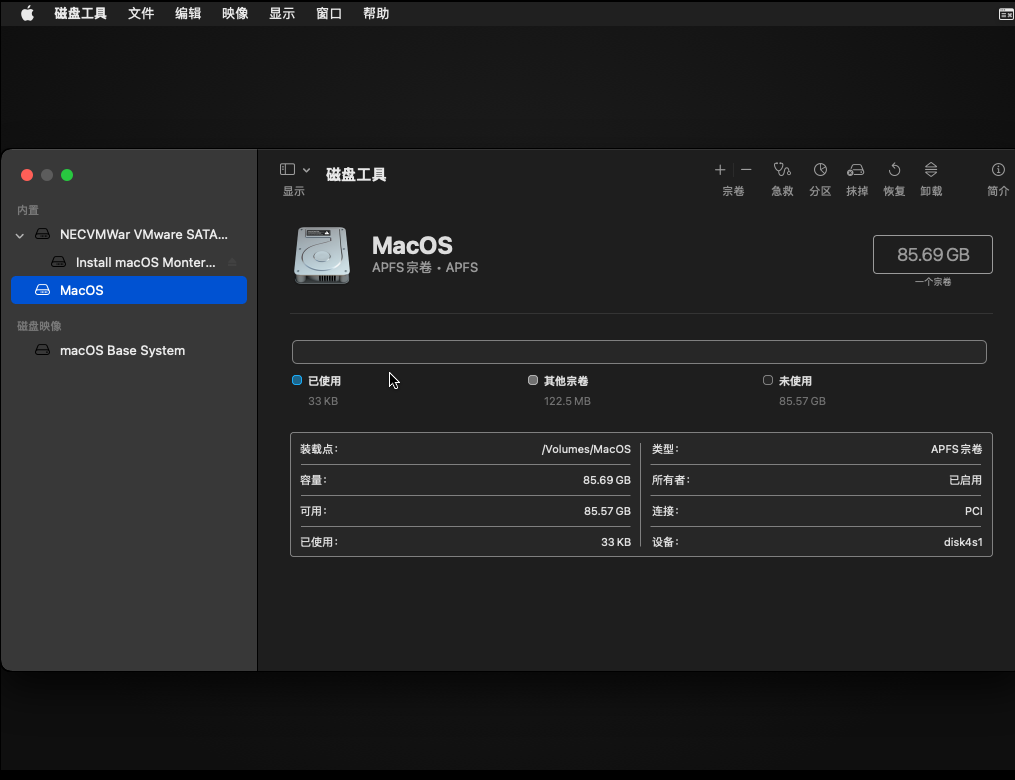 磁盘工具 文件 编辑 映像 显示 窗口 帮助
显示
磁盘工具
宗卷 急救 分区 抹掉 恢复 卸载 简介
内置
NECVMWar VMware SATA...
Install macOS Monter...
MacOS
磁盘映像
macOS Base System
MacOS
APFS 宗卷 • APFS
85.69 GB
一个宗卷
已使用
33 KB
其他宗卷
122.5 MB
未使用
85.57 GB
装载点: /Volumes/MacOS
类型: APFS 宗卷
容量: 85.69 GB
所有者: 已启用
可用: 85.57 GB
连接: PCI
已使用: 33 KB
设备: disk4s1